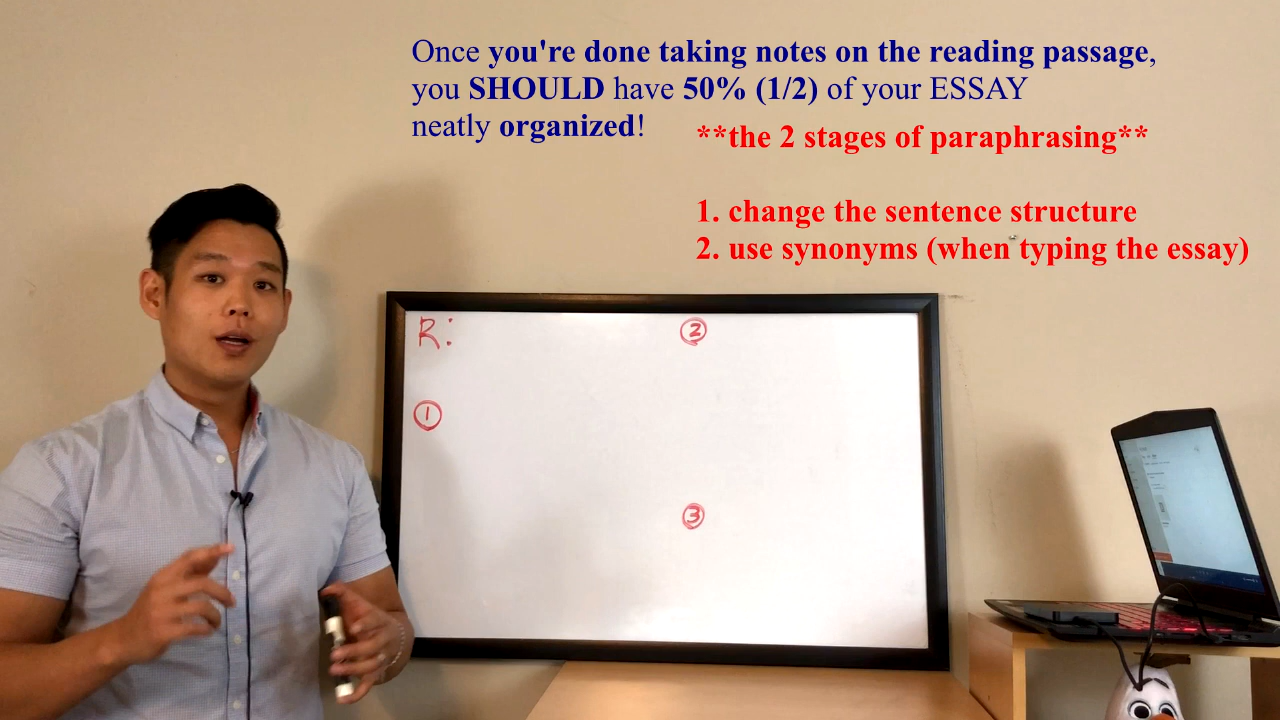 Once you're done taking notes on the reading passage,
you SHOULD have 50% (1/2) of your ESSAY
neatly organized!
**the 2 stages of paraphrasing**
1. change the sentence structure
2. use synonyms (when typing the essay)
R:
①
②
③